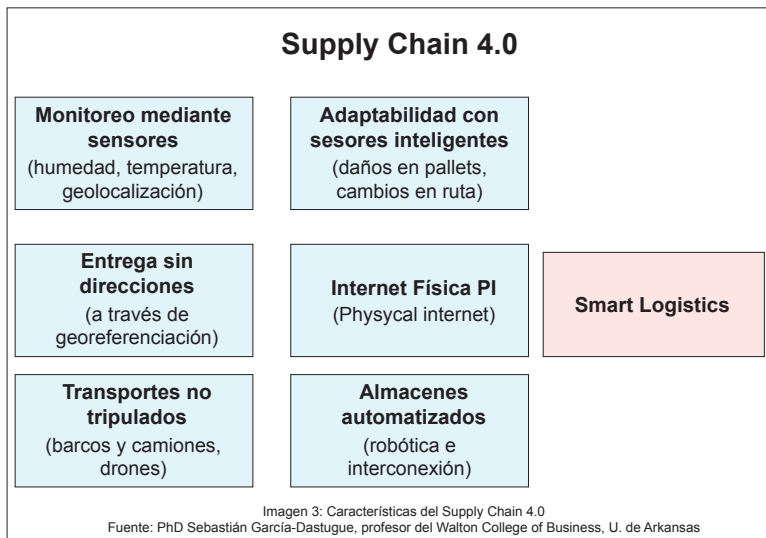 Supply Chain 4.0
Monitoreo mediante
sensores
(humedad, temperatura,
geolocalización)
Adaptabilidad con
sesores inteligentes
(daños en pallets,
cambios en ruta)
Entrega sin
direcciones
(a través de
georeferenciación)
Internet Física PI
(Physycal internet)
Smart Logistics
Transportes no
tripulados
(barcos y camiones,
drones)
Almacenes
automatizados
(robótica e
interconexión)
Imagen 3: Características del Supply Chain 4.0
Fuente: PhD Sebastián García-Dastugue, profesor del Walton College of Business, U. de Arkansas